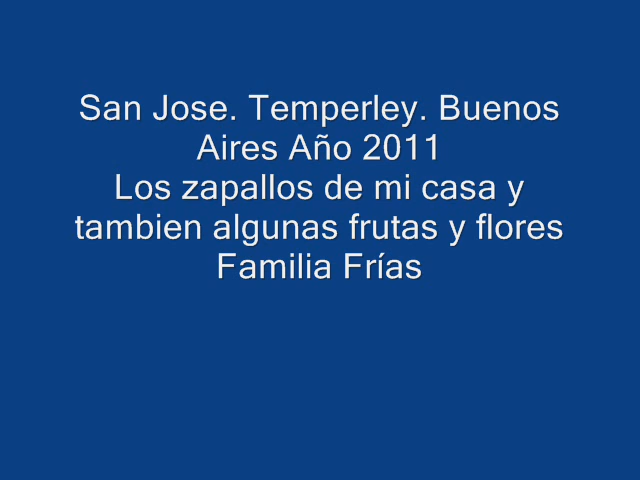 San Jose. Temperley. Buenos
Aires Año 2011
Los zapallos de mi casa y
tambien algunas frutas y flores
Familia Frías